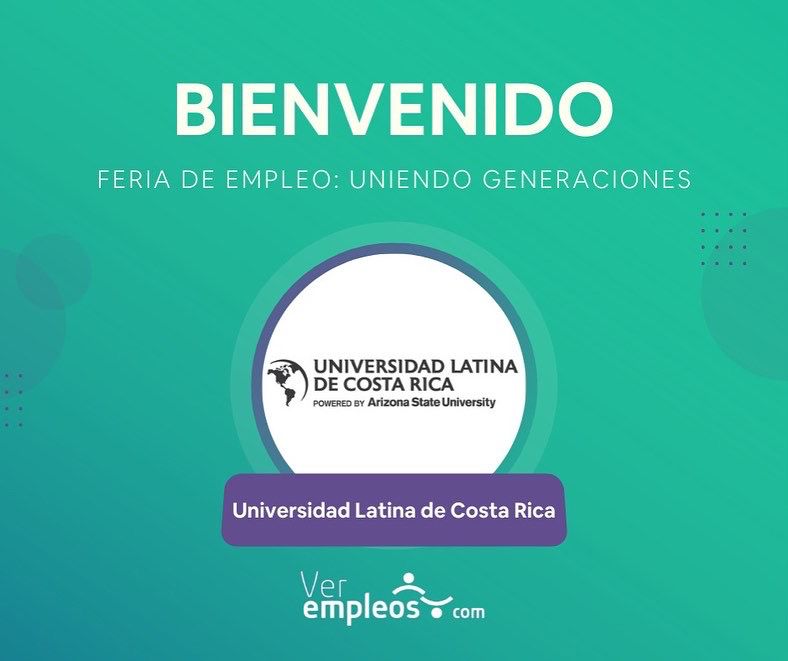 BIENVENIDO
FERIA DE EMPLEO: UNIENDO GENERACIONES
UNIVERSIDAD LATINA
DE COSTA RICA
POWERED BY Arizona State University
Universidad Latina de Costa Rica
Ver
empleos.com